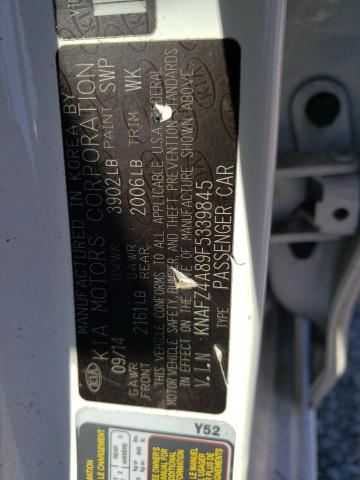 MANUFACTURED IN KOREA BY
KIA MOTORS CORPORATION
09/14 GVWR 3902LB PAINT SWP
GAWR FRONT 2161LB GAWR REAR 2006LB TRIM WK
THIS VEHICLE CONFORMS TO ALL APPLICABLE U.S.A FEDERAL
MOTOR VEHICLE SAFETY, BUMPER, AND THEFT PREVENTION STANDARDS
IN EFFECT ON THE DATE OF MANUFACTURE SHOWN ABOVE
V.I.N KNAFZ4A89F5339845
TYPE PASSENGER CAR
KIA
Y52